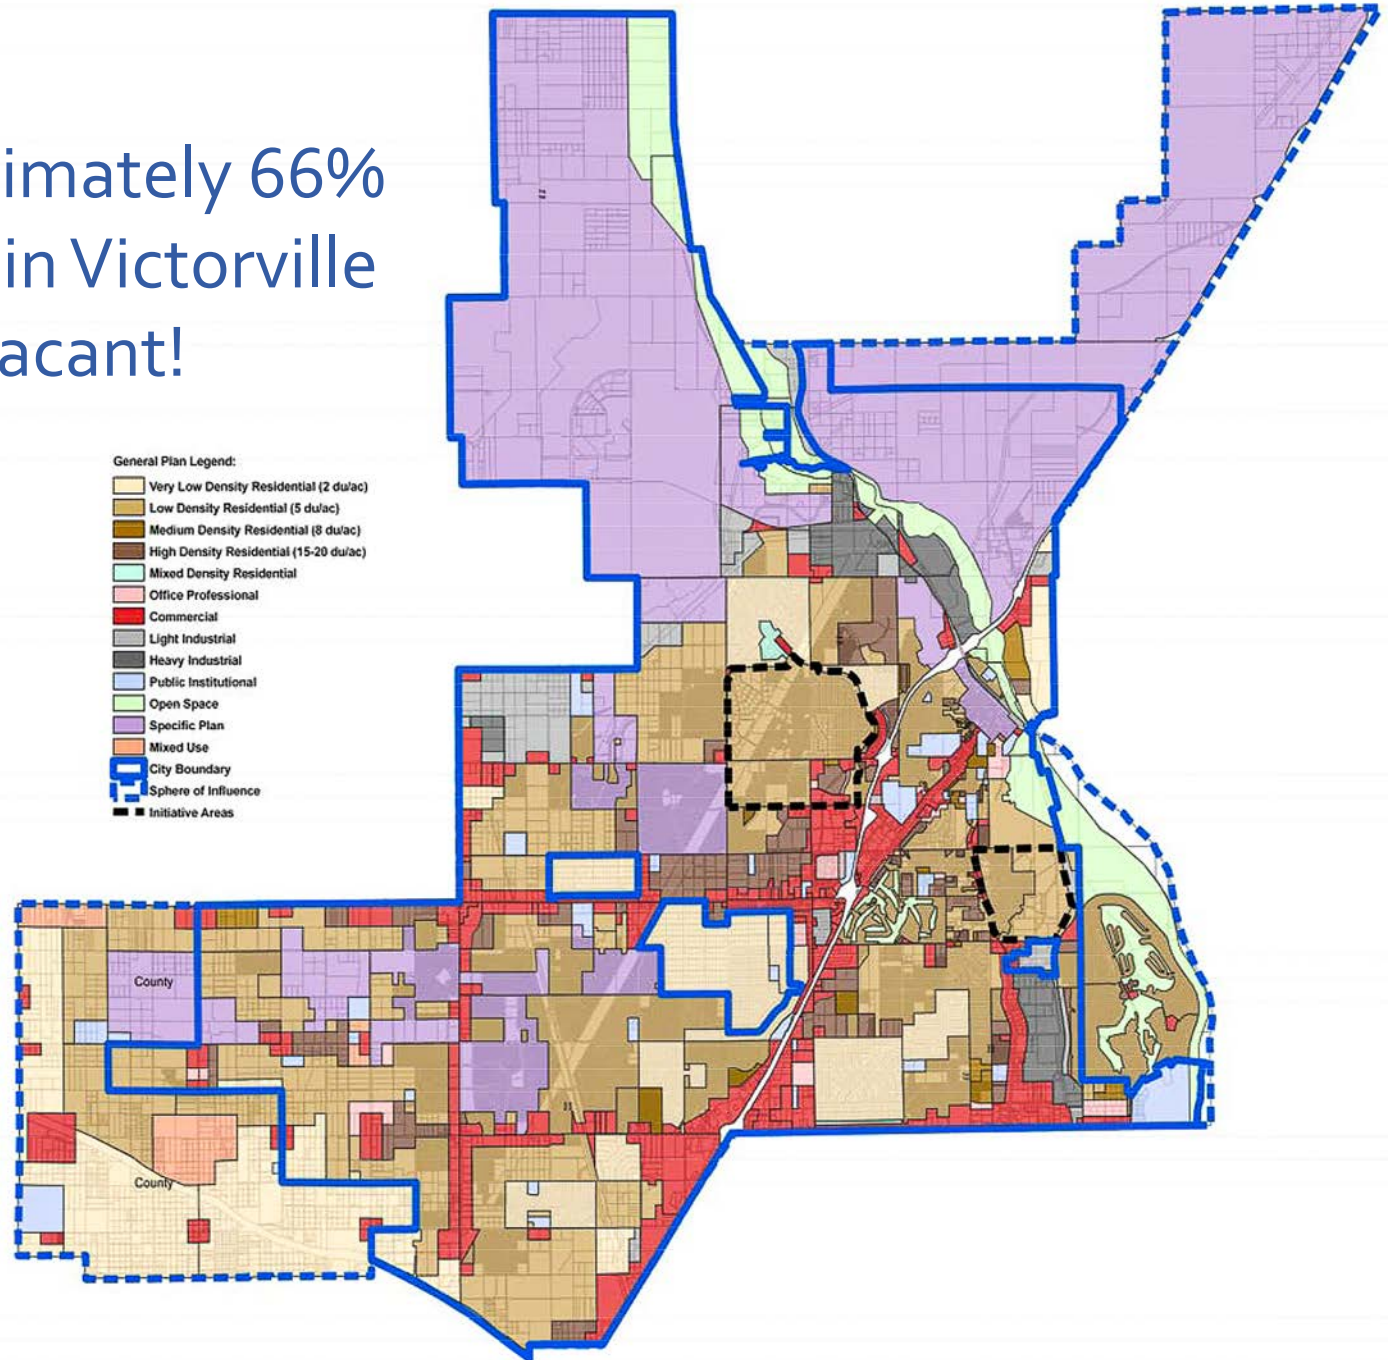 imately 66%
in Victorville
acant!
General Plan Legend:
Very Low Density Residential (2 du/ac)
Low Density Residential (5 du/ac)
Medium Density Residential (8 du/ac)
High Density Residential (15-20 du/ac)
Mixed Density Residential
Office Professional
Commercial
Light Industrial
Heavy Industrial
Public Institutional
Open Space
Specific Plan
Mixed Use
City Boundary
Sphere of Influence
Initiative Areas
County
County